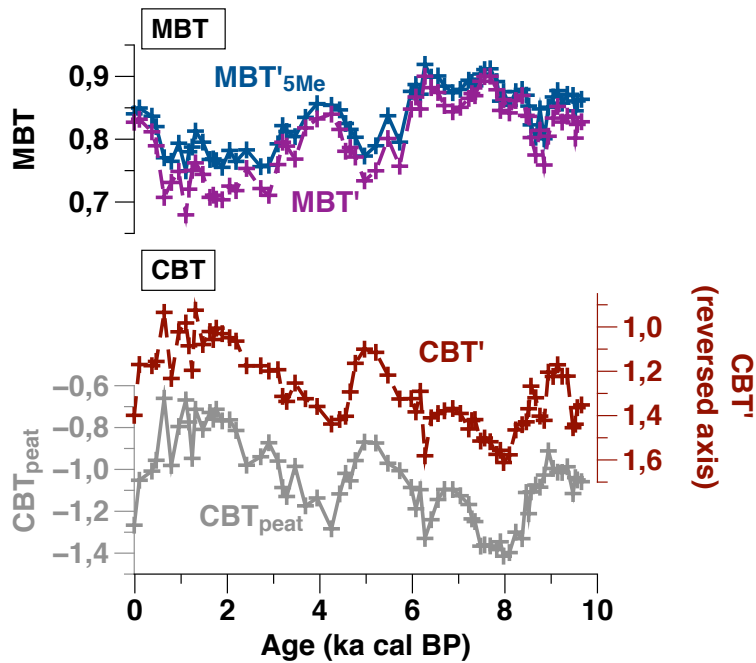 MBT
0,9
0,8
0,7
MBT
MBT'5Me
MBT'
CBT
−0,6
−0,8
−1,0
−1,2
−1,4
CBTpeat
CBT'
CBTpeat
1,0
1,2
1,4
1,6
CBT'
(reversed axis)
0 2 4 6 8 10
Age (ka cal BP)